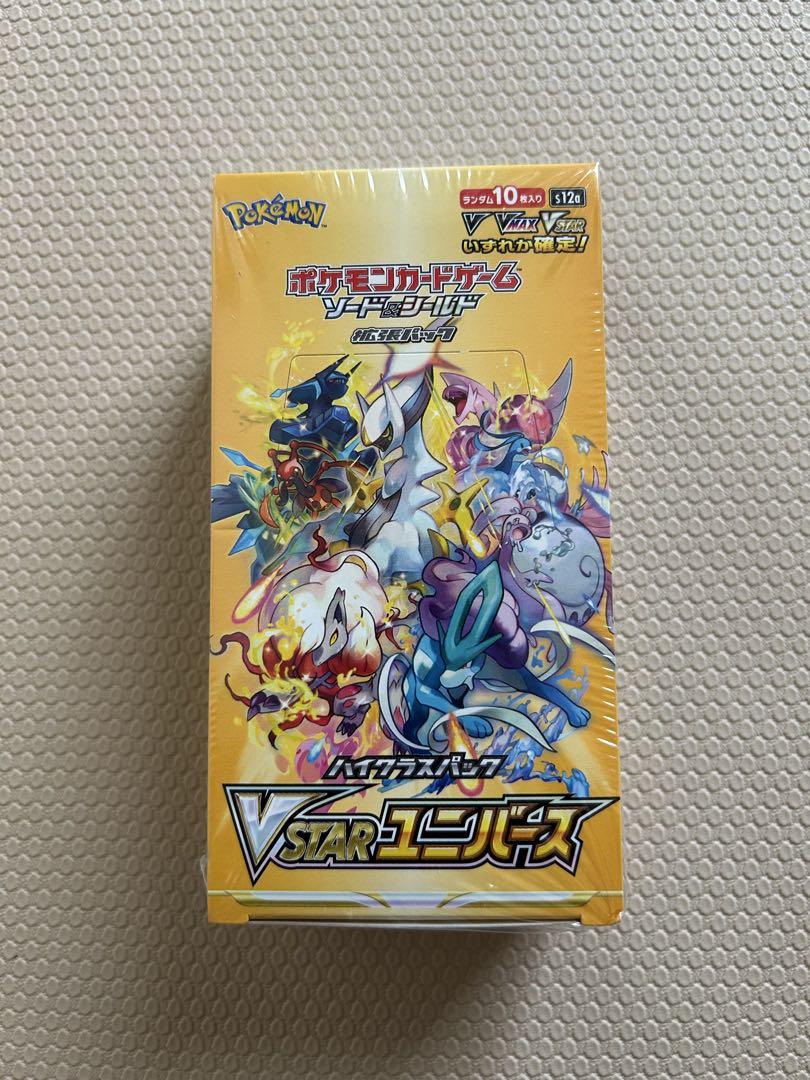 POKéMON™
ランダム10枚入り S12a
V VMAX VSTAR
いずれか確定!
ポケモンカードゲーム™
ソード&シールド
拡張パック
ハイクラスパック
VSTARユニバース